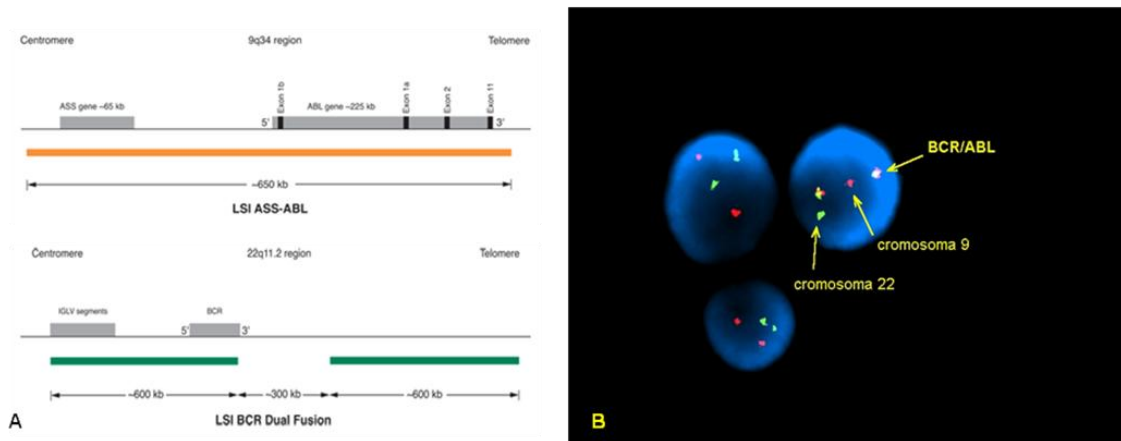 Centromere 9q34 region Telomere
ASS gene ~65 kb
ABL gene ~225 kb
Exon 1b
Exon 1a
Exon 2
Exon 11
5'
3'
~650 kb
LSI ASS-ABL
Centromere 22q11.2 region Telomere
IGLV segments
BCR
5'
3'
~600 kb
~300 kb
~600 kb
LSI BCR Dual Fusion
A
BCR/ABL
cromosoma 9
cromosoma 22
B